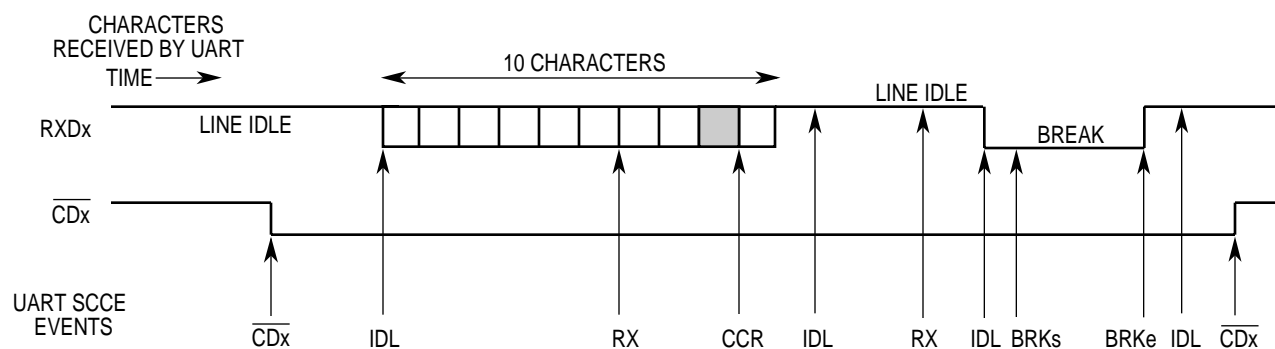 CHARACTERS
RECEIVED BY UART
TIME
10 CHARACTERS
RXDx
LINE IDLE
LINE IDLE
BREAK
CDx
UART SCCE
EVENTS
CDx
IDL
RX
CCR
IDL
RX
IDL
BRKs
BRKe
IDL
CDx